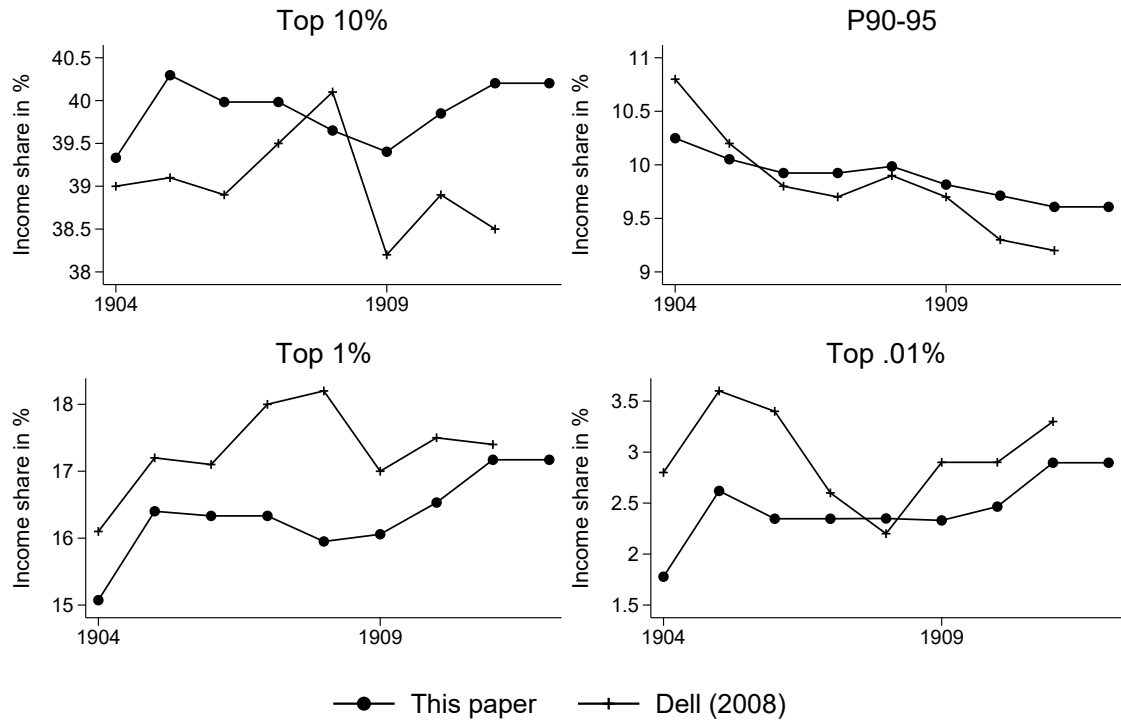 Top 10%
Income share in %
40.5
40
39.5
39
38.5
38
1904
1909
P90-95
Income share in %
11
10.5
10
9.5
9
1904
1909
Top 1%
Income share in %
18
17
16
15
1904
1909
Top .01%
Income share in %
3.5
3
2.5
2
1.5
1904
1909
This paper
Dell (2008)